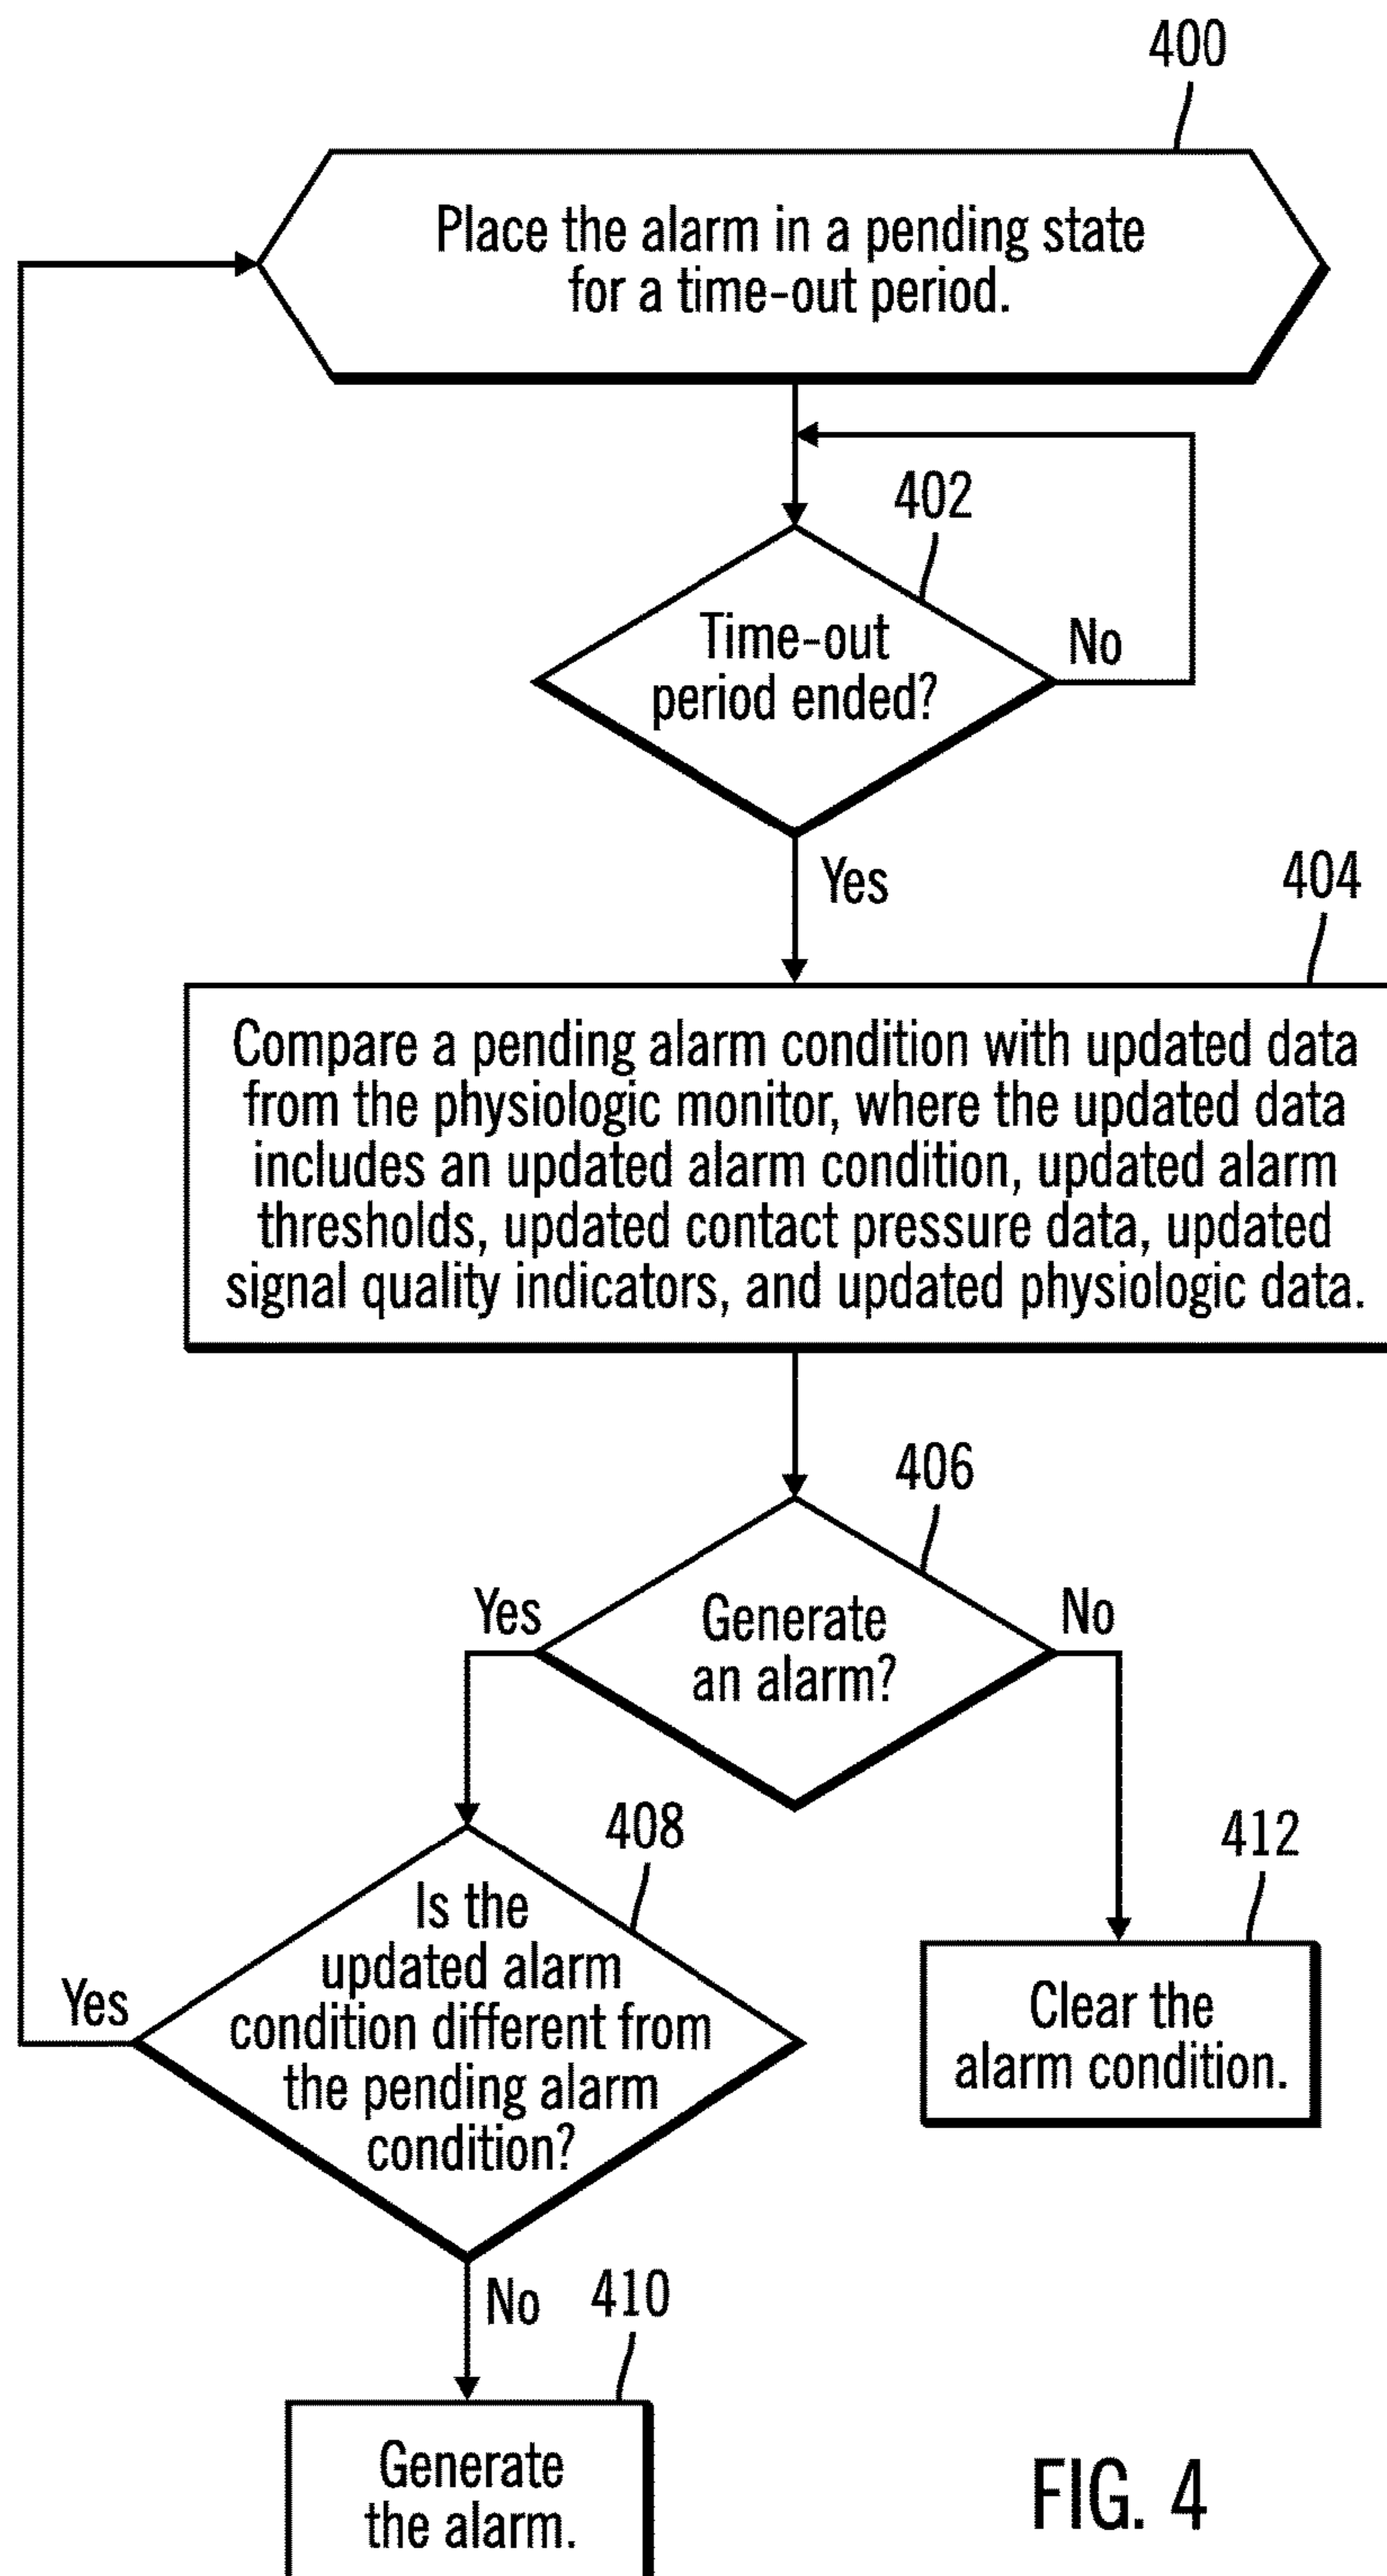 400
Place the alarm in a pending state
for a time-out period.
402
Time-out
period ended?
No
Yes
404
Compare a pending alarm condition with updated data
from the physiologic monitor, where the updated data
includes an updated alarm condition, updated alarm
thresholds, updated contact pressure data, updated
signal quality indicators, and updated physiologic data.
406
Yes
Generate
an alarm?
No
408
Is the
updated alarm
condition different from
the pending alarm
condition?
Yes
412
Clear the
alarm condition.
No
410
Generate
the alarm.
FIG. 4